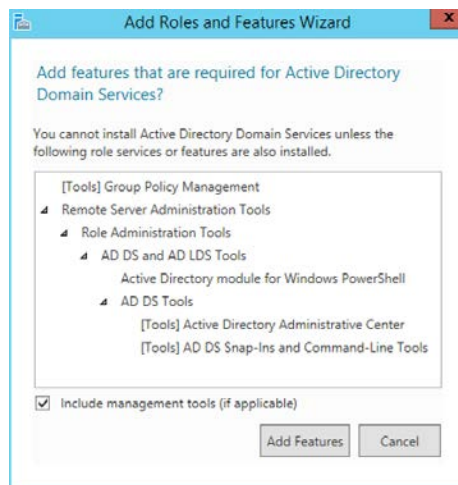 Add Roles and Features Wizard
x
Add features that are required for Active Directory
Domain Services?
You cannot install Active Directory Domain Services unless the
following role services or features are also installed.
[Tools] Group Policy Management
Remote Server Administration Tools
Role Administration Tools
AD DS and AD LDS Tools
Active Directory module for Windows PowerShell
AD DS Tools
[Tools] Active Directory Administrative Center
[Tools] AD DS Snap-Ins and Command-Line Tools
Include management tools (if applicable)
Add Features
Cancel